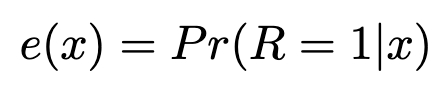 e(x) = Pr(R = 1|x)